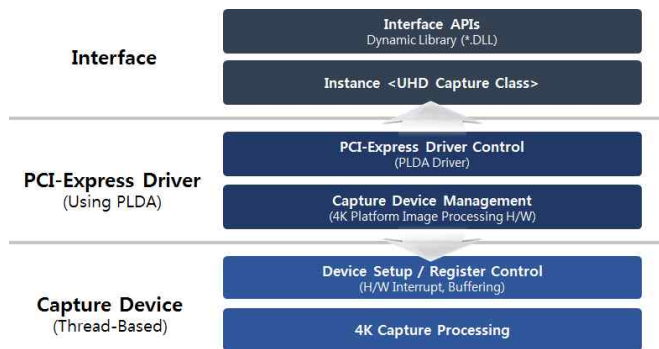 Interface
Interface APIs
Dynamic Library (*.DLL)
Instance <UHD Capture Class>
PCI-Express Driver
(Using PLDA)
PCI-Express Driver Control
(PLDA Driver)
Capture Device Management
(4K Platform Image Processing H/W)
Capture Device
(Thread-Based)
Device Setup / Register Control
(H/W Interrupt, Buffering)
4K Capture Processing